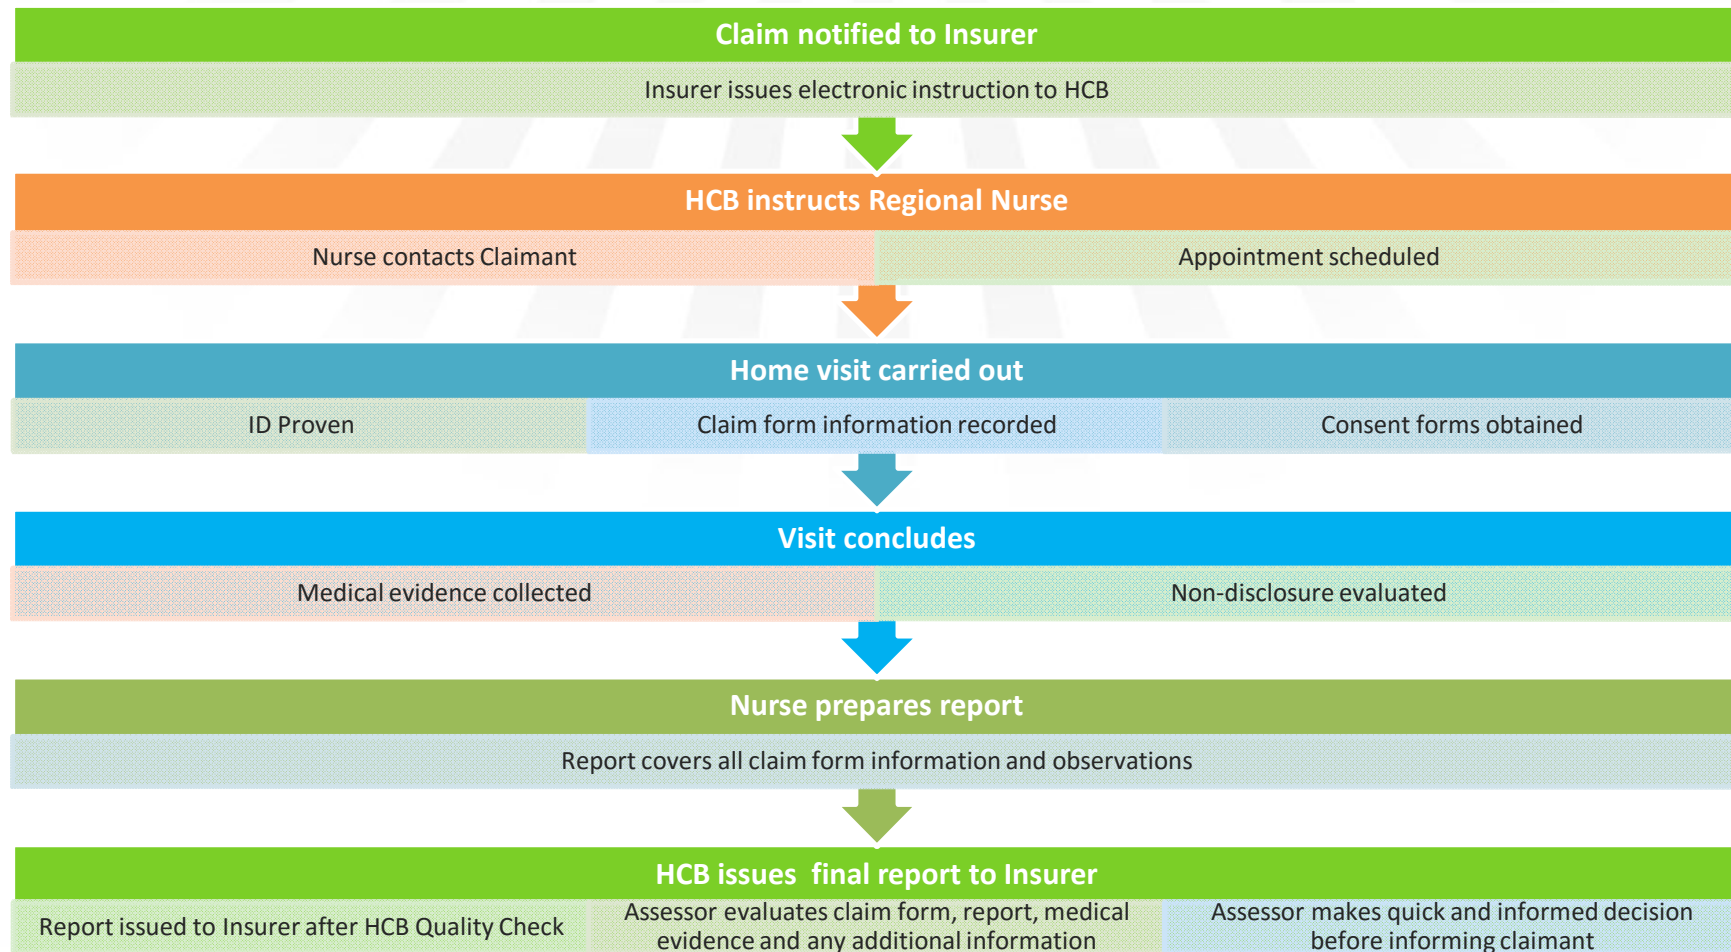 Claim notified to Insurer
Insurer issues electronic instruction to HCB
HCB instructs Regional Nurse
Nurse contacts Claimant
Appointment scheduled
Home visit carried out
ID Proven
Claim form information recorded
Consent forms obtained
Visit concludes
Medical evidence collected
Non-disclosure evaluated
Nurse prepares report
Report covers all claim form information and observations
HCB issues  final report to Insurer
Report issued to Insurer after HCB Quality Check
Assessor evaluates claim form, report, medical
evidence and any additional information
Assessor makes quick and informed decision
before informing claimant